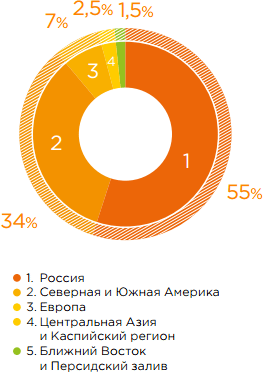 2,5% 1,5%
7%
3
4
2
1
55%
34%
1. Россия
2. Северная и Южная Америка
3. Европа
4. Центральная Азия
и Каспийский регион
5. Ближний Восток
и Персидский залив